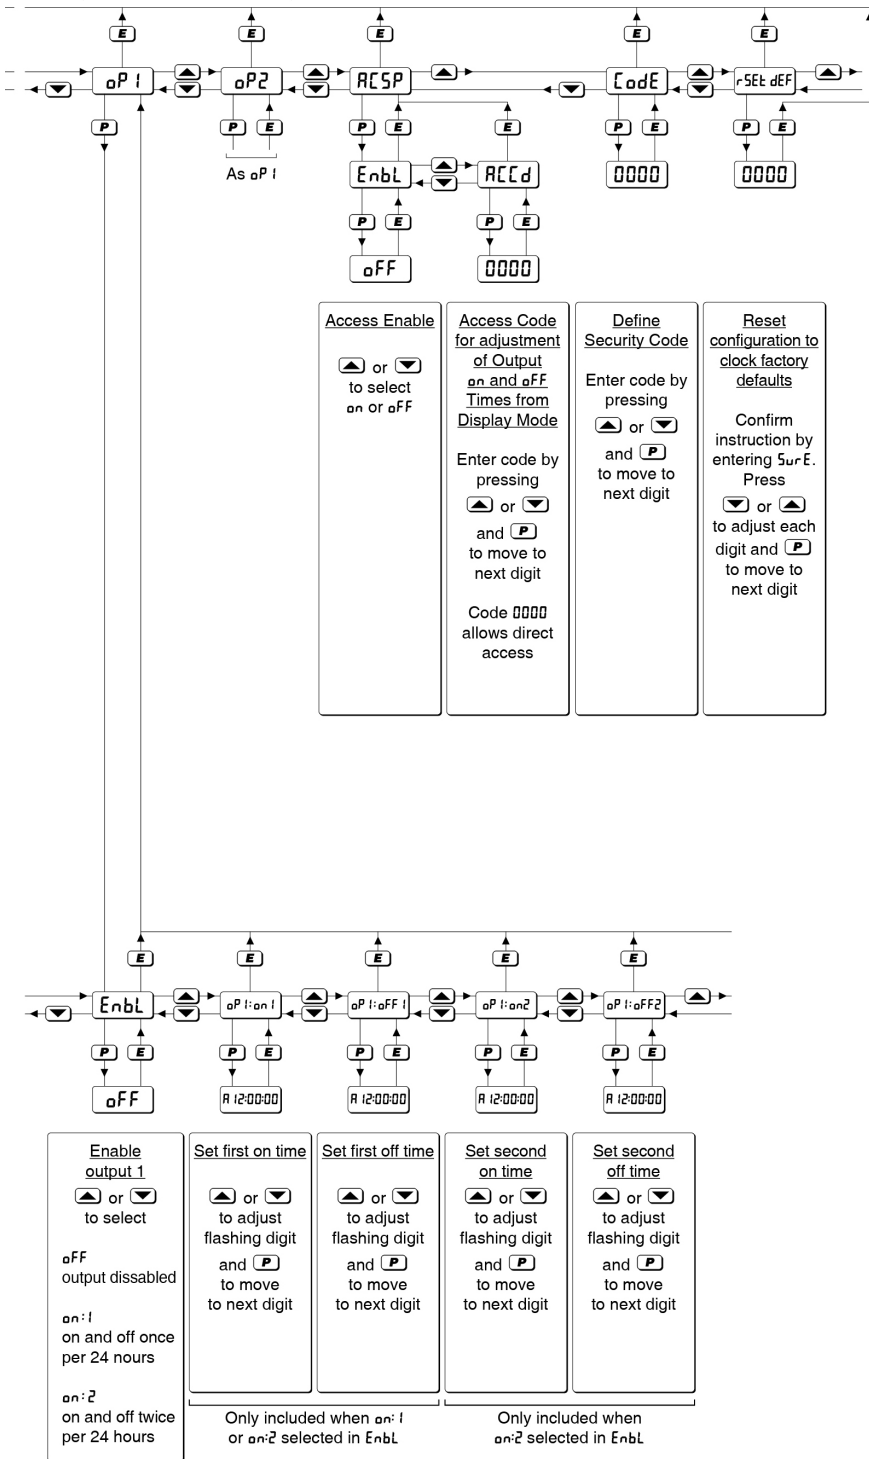 E E E E E
oP1 oP2 ACSP CodE rSEt dEF
P P E P E P E P E
E
As oP1
EnbL ACCd 0000 0000
P E P E
oFF 0000
Access Enable
or
to select
on or oFF
Access Code
for adjustment
of Output
on and oFF
Times from
Display Mode
Enter code by
pressing
or
and P
to move to
next digit
Code 0000
allows direct
access
Define
Security Code
Enter code by
pressing
or
and P
to move to
next digit
Reset
configuration to
clock factory
defaults
Confirm
instruction by
entering SurE.
Press
or
to adjust each
digit and P
to move to
next digit
E E E E E
EnbL oP1:on1 oP1:oFF1 oP1:on2 oP1:oFF2
P E P E P E P E P E
oFF A 12:00:00 A 12:00:00 A 12:00:00 A 12:00:00
Enable
output 1
or
to select
oFF
output dissabled
on:1
on and off once
per 24 nours
on:2
on and off twice
per 24 hours
Set first on time
or
to adjust
flashing digit
and P
to move
to next digit
Set first off time
or
to adjust
flashing digit
and P
to move
to next digit
Only included when on:1
or on:2 selected in EnbL
Set second
on time
or
to adjust
flashing digit
and P
to move
to next digit
Set second
off time
or
to adjust
flashing digit
and P
to move
to next digit
Only included when
on:2 selected in EnbL